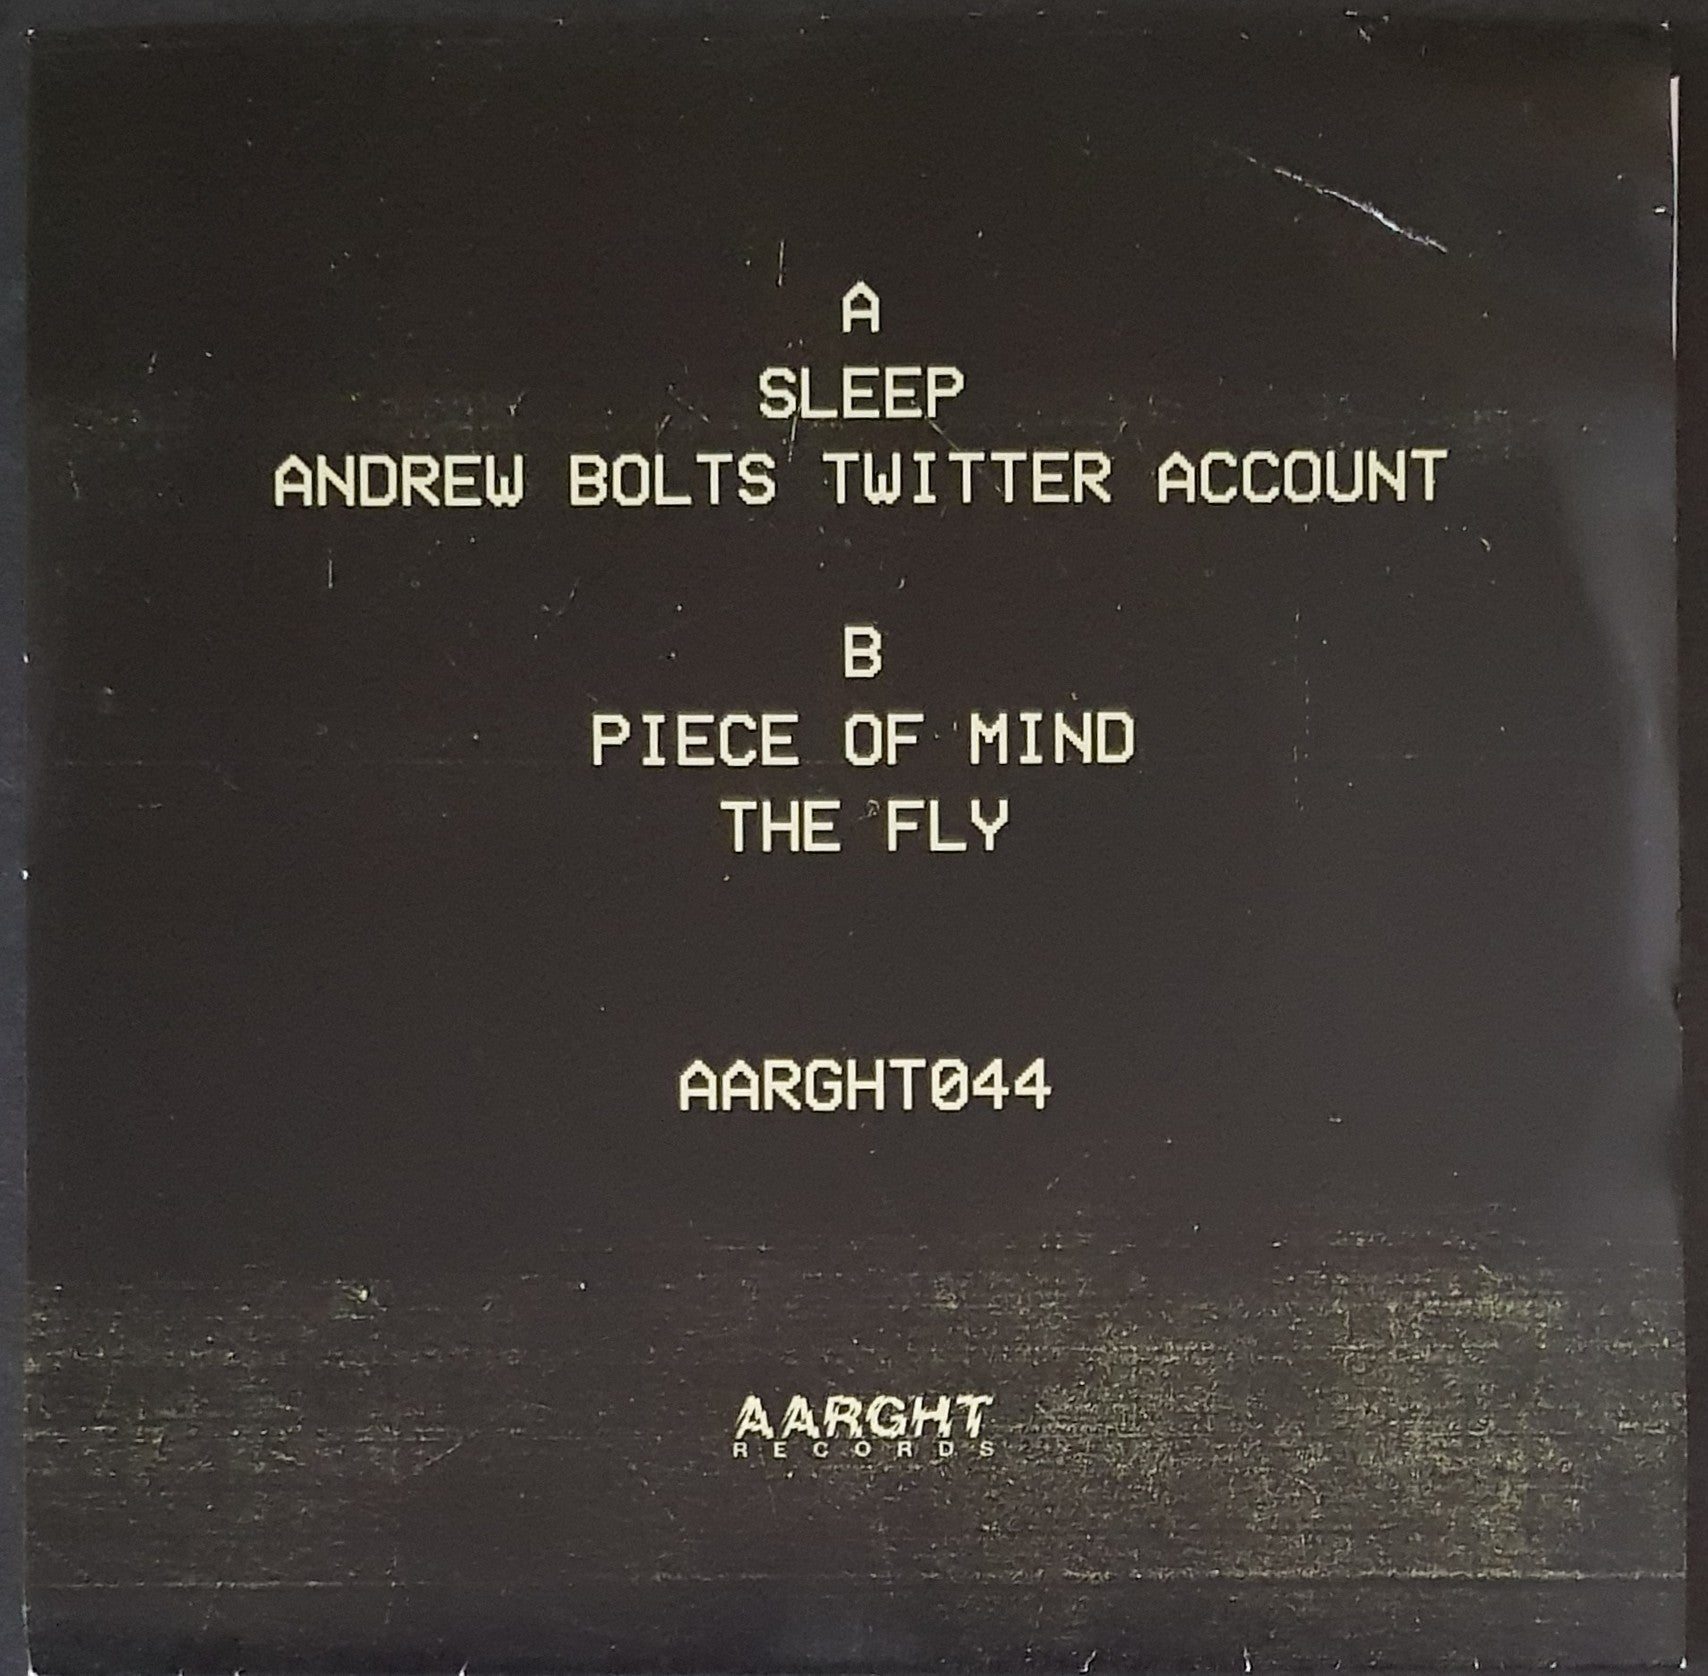 A
SLEEP
ANDREW BOLTS TWITTER ACCOUNT
B
PIECE OF MIND
THE FLY
AARGHT044
AARGHT
RECORDS